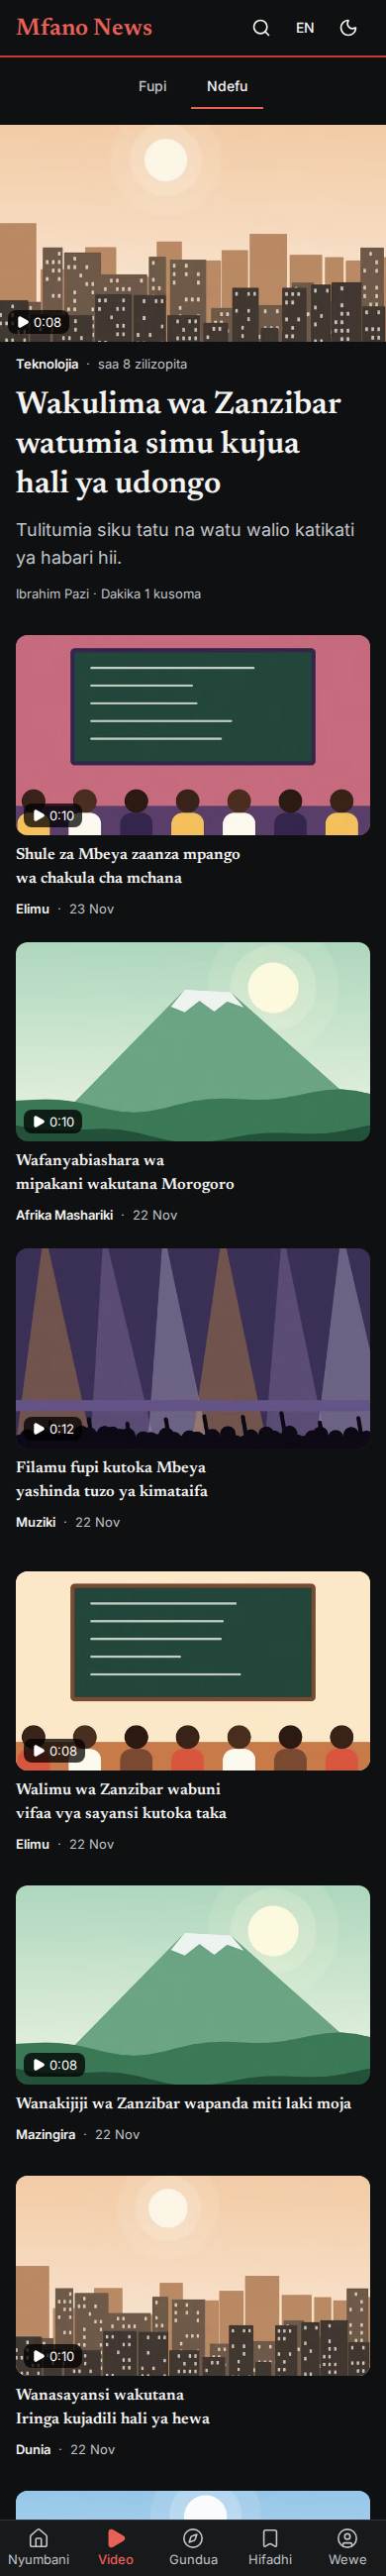 Mfano News
EN
Fupi
Ndefu
0:08
Teknolojia · saa 8 zilizopita
Wakulima wa Zanzibar
watumia simu kujua
hali ya udongo
Tulitumia siku tatu na watu walio katikati
ya habari hii.
Ibrahim Pazi · Dakika 1 kusoma
0:10
Shule za Mbeya zaanza mpango
wa chakula cha mchana
Elimu · 23 Nov
0:10
Wafanyabiashara wa
mipakani wakutana Morogoro
Afrika Mashariki · 22 Nov
0:12
Filamu fupi kutoka Mbeya
yashinda tuzo ya kimataifa
Muziki · 22 Nov
0:08
Walimu wa Zanzibar wabuni
vifaa vya sayansi kutoka taka
Elimu · 22 Nov
0:08
Wanakijiji wa Zanzibar wapanda miti laki moja
Mazingira · 22 Nov
0:10
Wanasayansi wakutana
Iringa kujadili hali ya hewa
Dunia · 22 Nov
Nyumbani
Video
Gundua
Hifadhi
Wewe